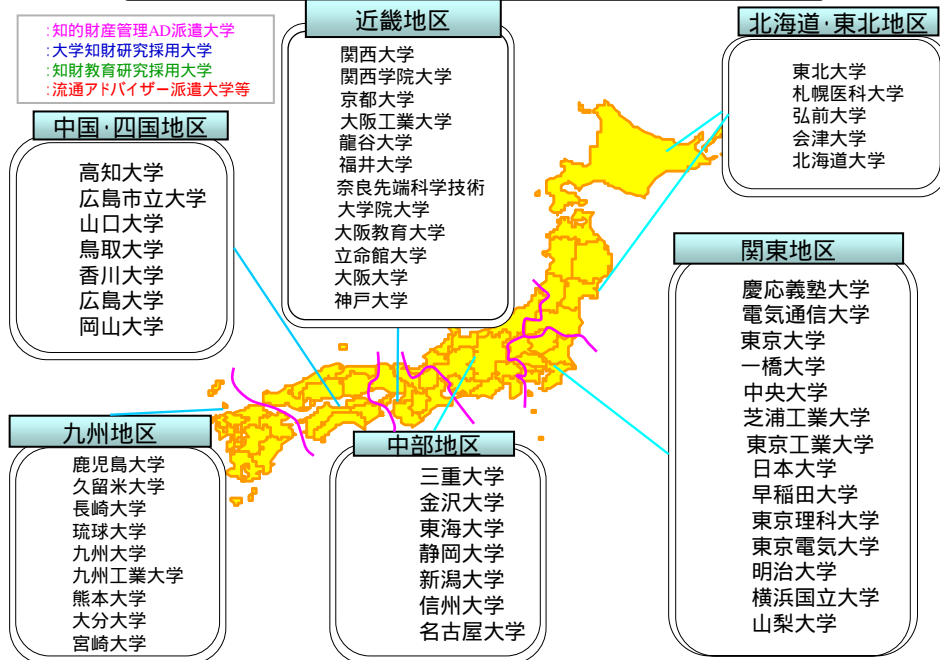 :知的財産管理AD派遣大学
:大学知財研究採用大学
:知財教育研究採用大学
:流通アドバイザー派遣大学等
近畿地区
関西大学
関西学院大学
京都大学
大阪工業大学
龍谷大学
福井大学
奈良先端科学技術
大学院大学
大阪教育大学
立命館大学
大阪大学
神戸大学
北海道・東北地区
東北大学
札幌医科大学
弘前大学
会津大学
北海道大学
中国・四国地区
高知大学
広島市立大学
山口大学
鳥取大学
香川大学
広島大学
岡山大学
関東地区
慶応義塾大学
電気通信大学
東京大学
一橋大学
中央大学
芝浦工業大学
東京工業大学
日本大学
早稲田大学
東京理科大学
東京電気大学
明治大学
横浜国立大学
山梨大学
九州地区
鹿児島大学
久留米大学
長崎大学
琉球大学
九州大学
九州工業大学
熊本大学
大分大学
宮崎大学
中部地区
三重大学
金沢大学
東海大学
静岡大学
新潟大学
信州大学
名古屋大学